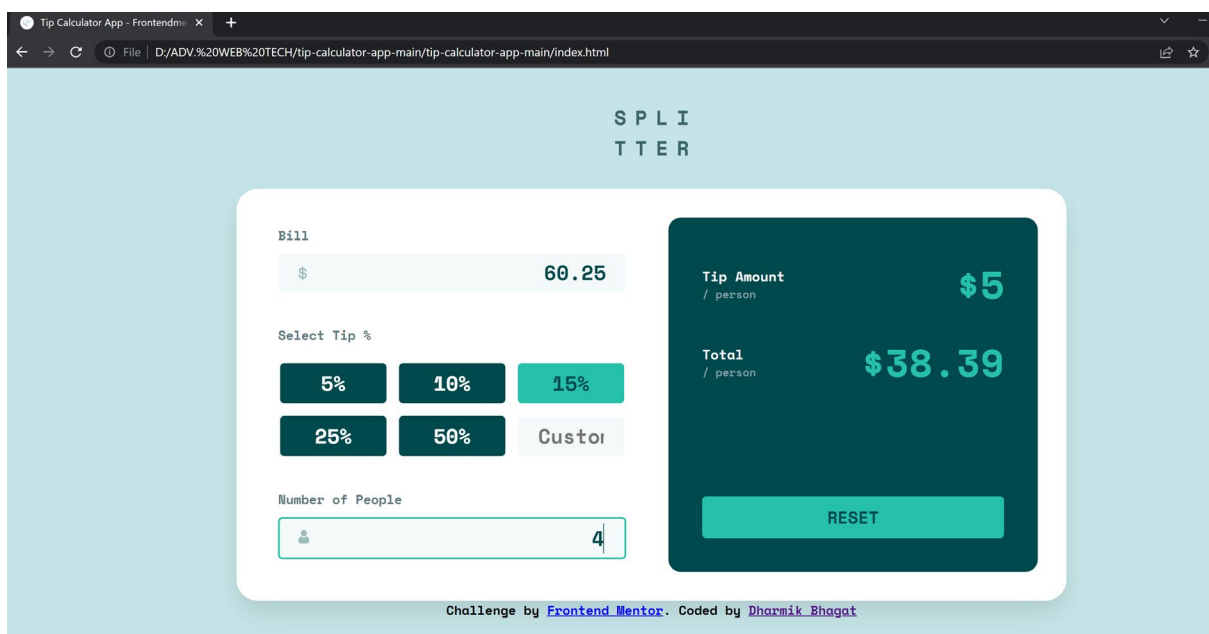 Tip Calculator App - Frontendme
File D:/ADV.%20WEB%20TECH/tip-calculator-app-main/tip-calculator-app-main/index.html
SPLI
TTER
Bill
$ 60.25
Select Tip %
5% 10% 15%
25% 50% Custo
Number of People
4
Tip Amount
/ person
$5
Total
/ person
$38.39
RESET
Challenge by Frontend Mentor. Coded by Dharmik Bhagat